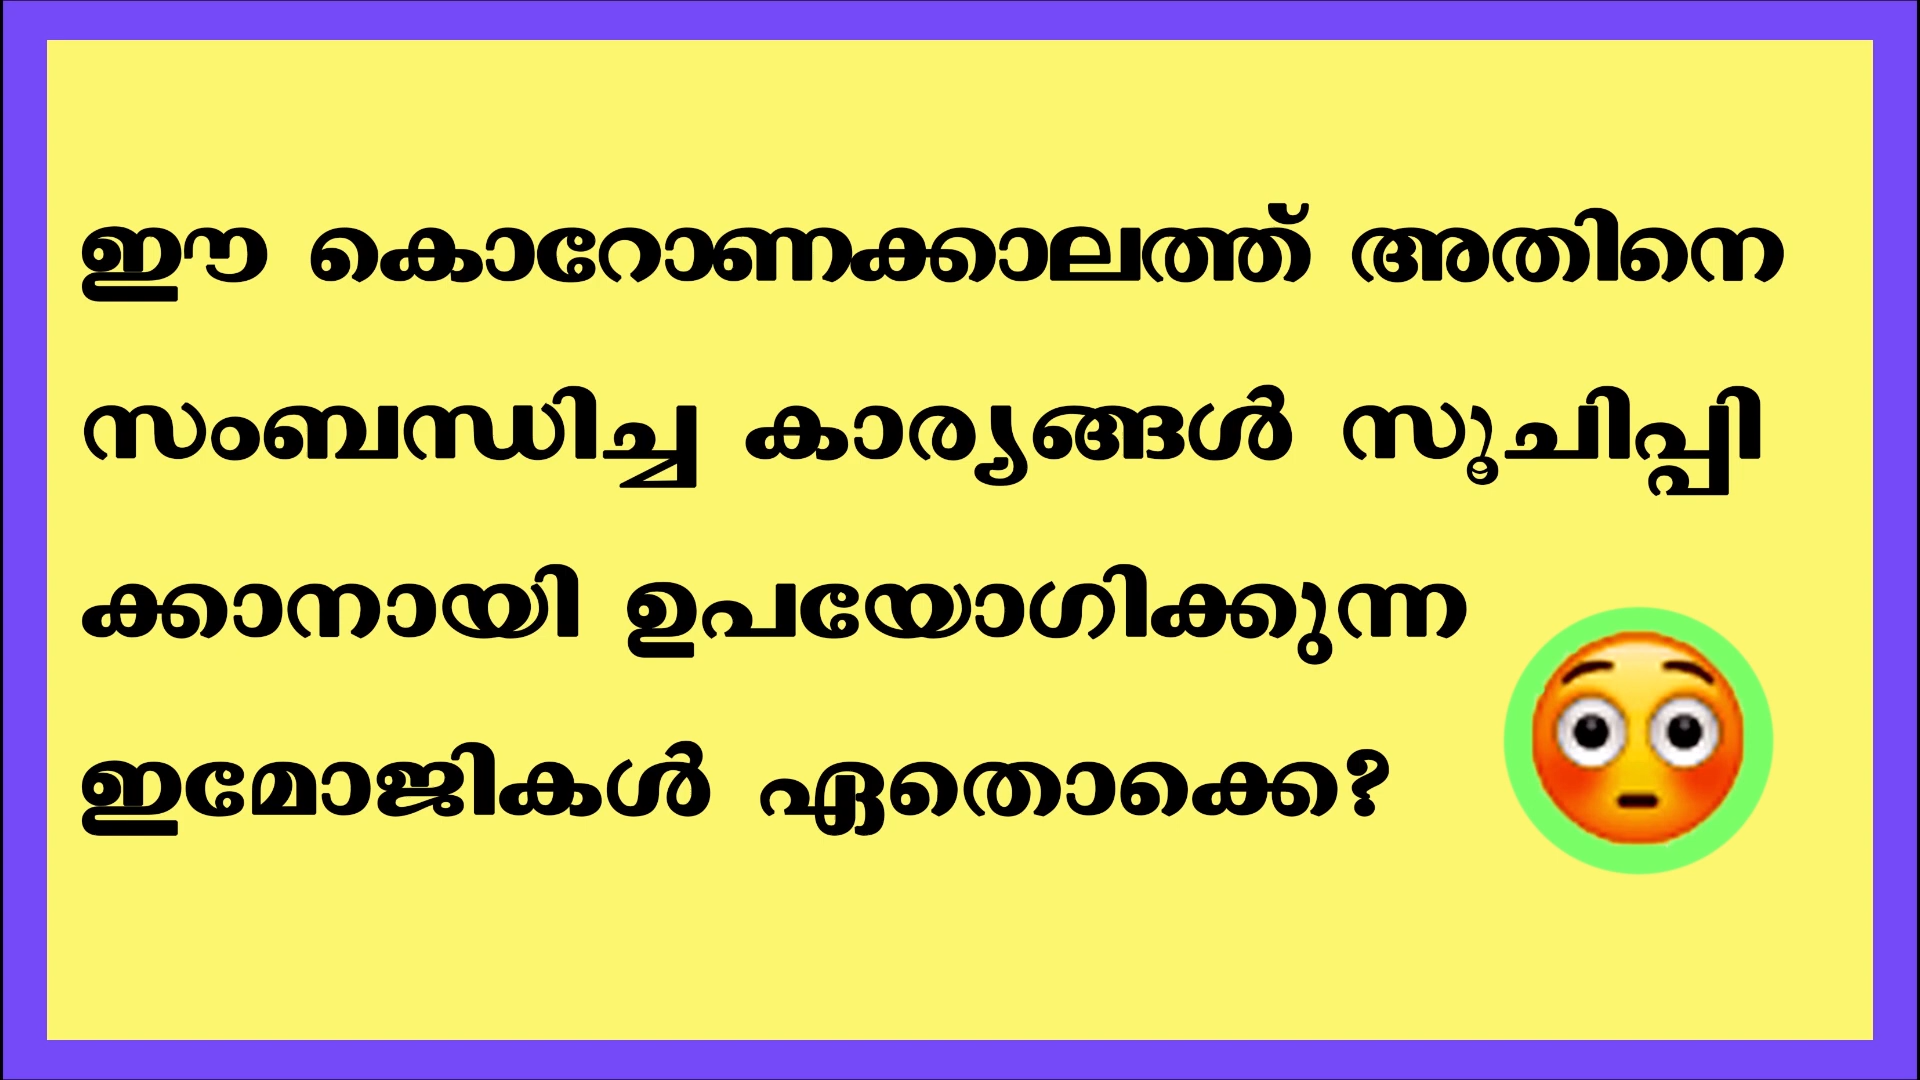 ഈ കൊറോണക്കാലത്ത് അതിനെ
സംബന്ധിച്ച കാര്യങ്ങൾ സൂചിപ്പി
ക്കാനായി ഉപയോഗിക്കുന്ന
ഇമോജികൾ ഏതൊക്കെ?